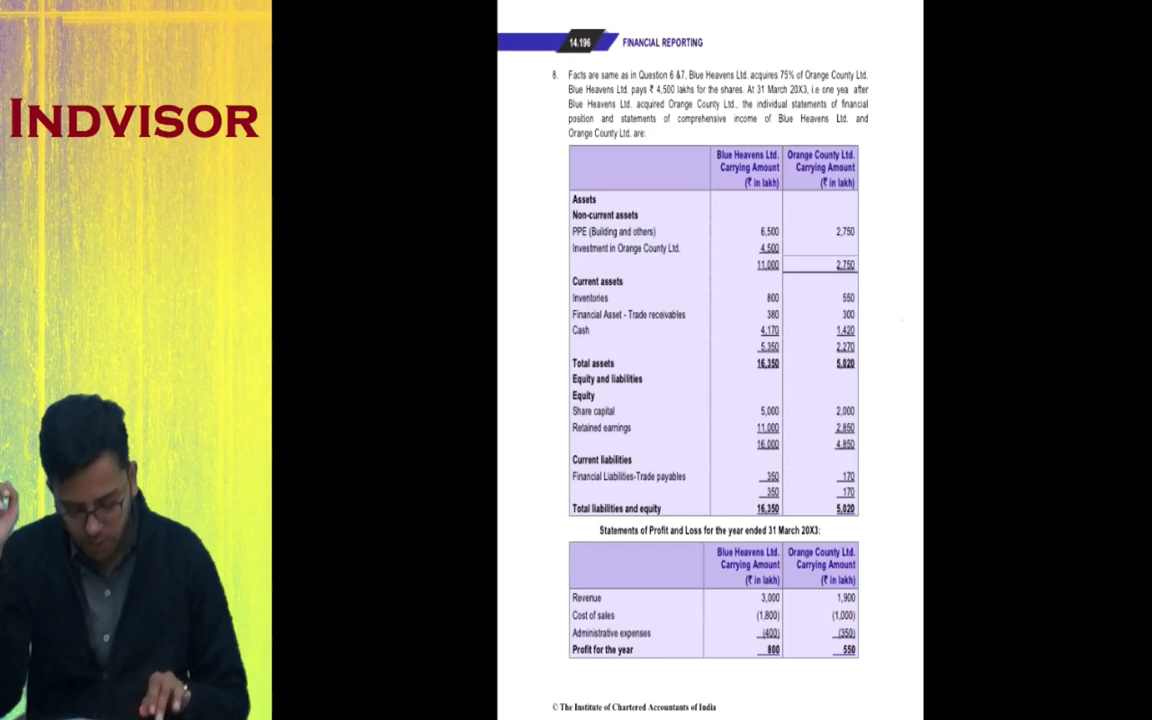 INDVISOR
14.196 FINANCIAL REPORTING
8. Facts are same as in Question 6 &7, Blue Heavens Ltd. acquires 75% of Orange County Ltd.
Blue Heavens Ltd. pays ₹ 4,500 lakhs for the shares. At 31 March 20X3, i.e one yea after
Blue Heavens Ltd. acquired Orange County Ltd., the individual statements of financial
position and statements of comprehensive income of Blue Heavens Ltd. and
Orange County Ltd. are:
Blue Heavens Ltd. Orange County Ltd.
Carrying Amount Carrying Amount
(₹ in lakh) (₹ in lakh)
Assets
Non-current assets
PPE (Building and others) 6,500 2,750
Investment in Orange County Ltd. 4,500
11,000 2,750
Current assets
Inventories 800 550
Financial Asset - Trade receivables 380 300
Cash 4,170 1,420
5,350 2,270
Total assets 16,350 5,020
Equity and liabilities
Equity
Share capital 5,000 2,000
Retained earnings 11,000 2,850
16,000 4,850
Current liabilities
Financial Liabilities-Trade payables 350 170
350 170
Total liabilities and equity 16,350 5,020
Statements of Profit and Loss for the year ended 31 March 20X3:
Blue Heavens Ltd. Orange County Ltd.
Carrying Amount Carrying Amount
(₹ in lakh) (₹ in lakh)
Revenue 3,000 1,900
Cost of sales (1,800) (1,000)
Administrative expenses (400) (350)
Profit for the year 800 550
© The Institute of Chartered Accountants of India